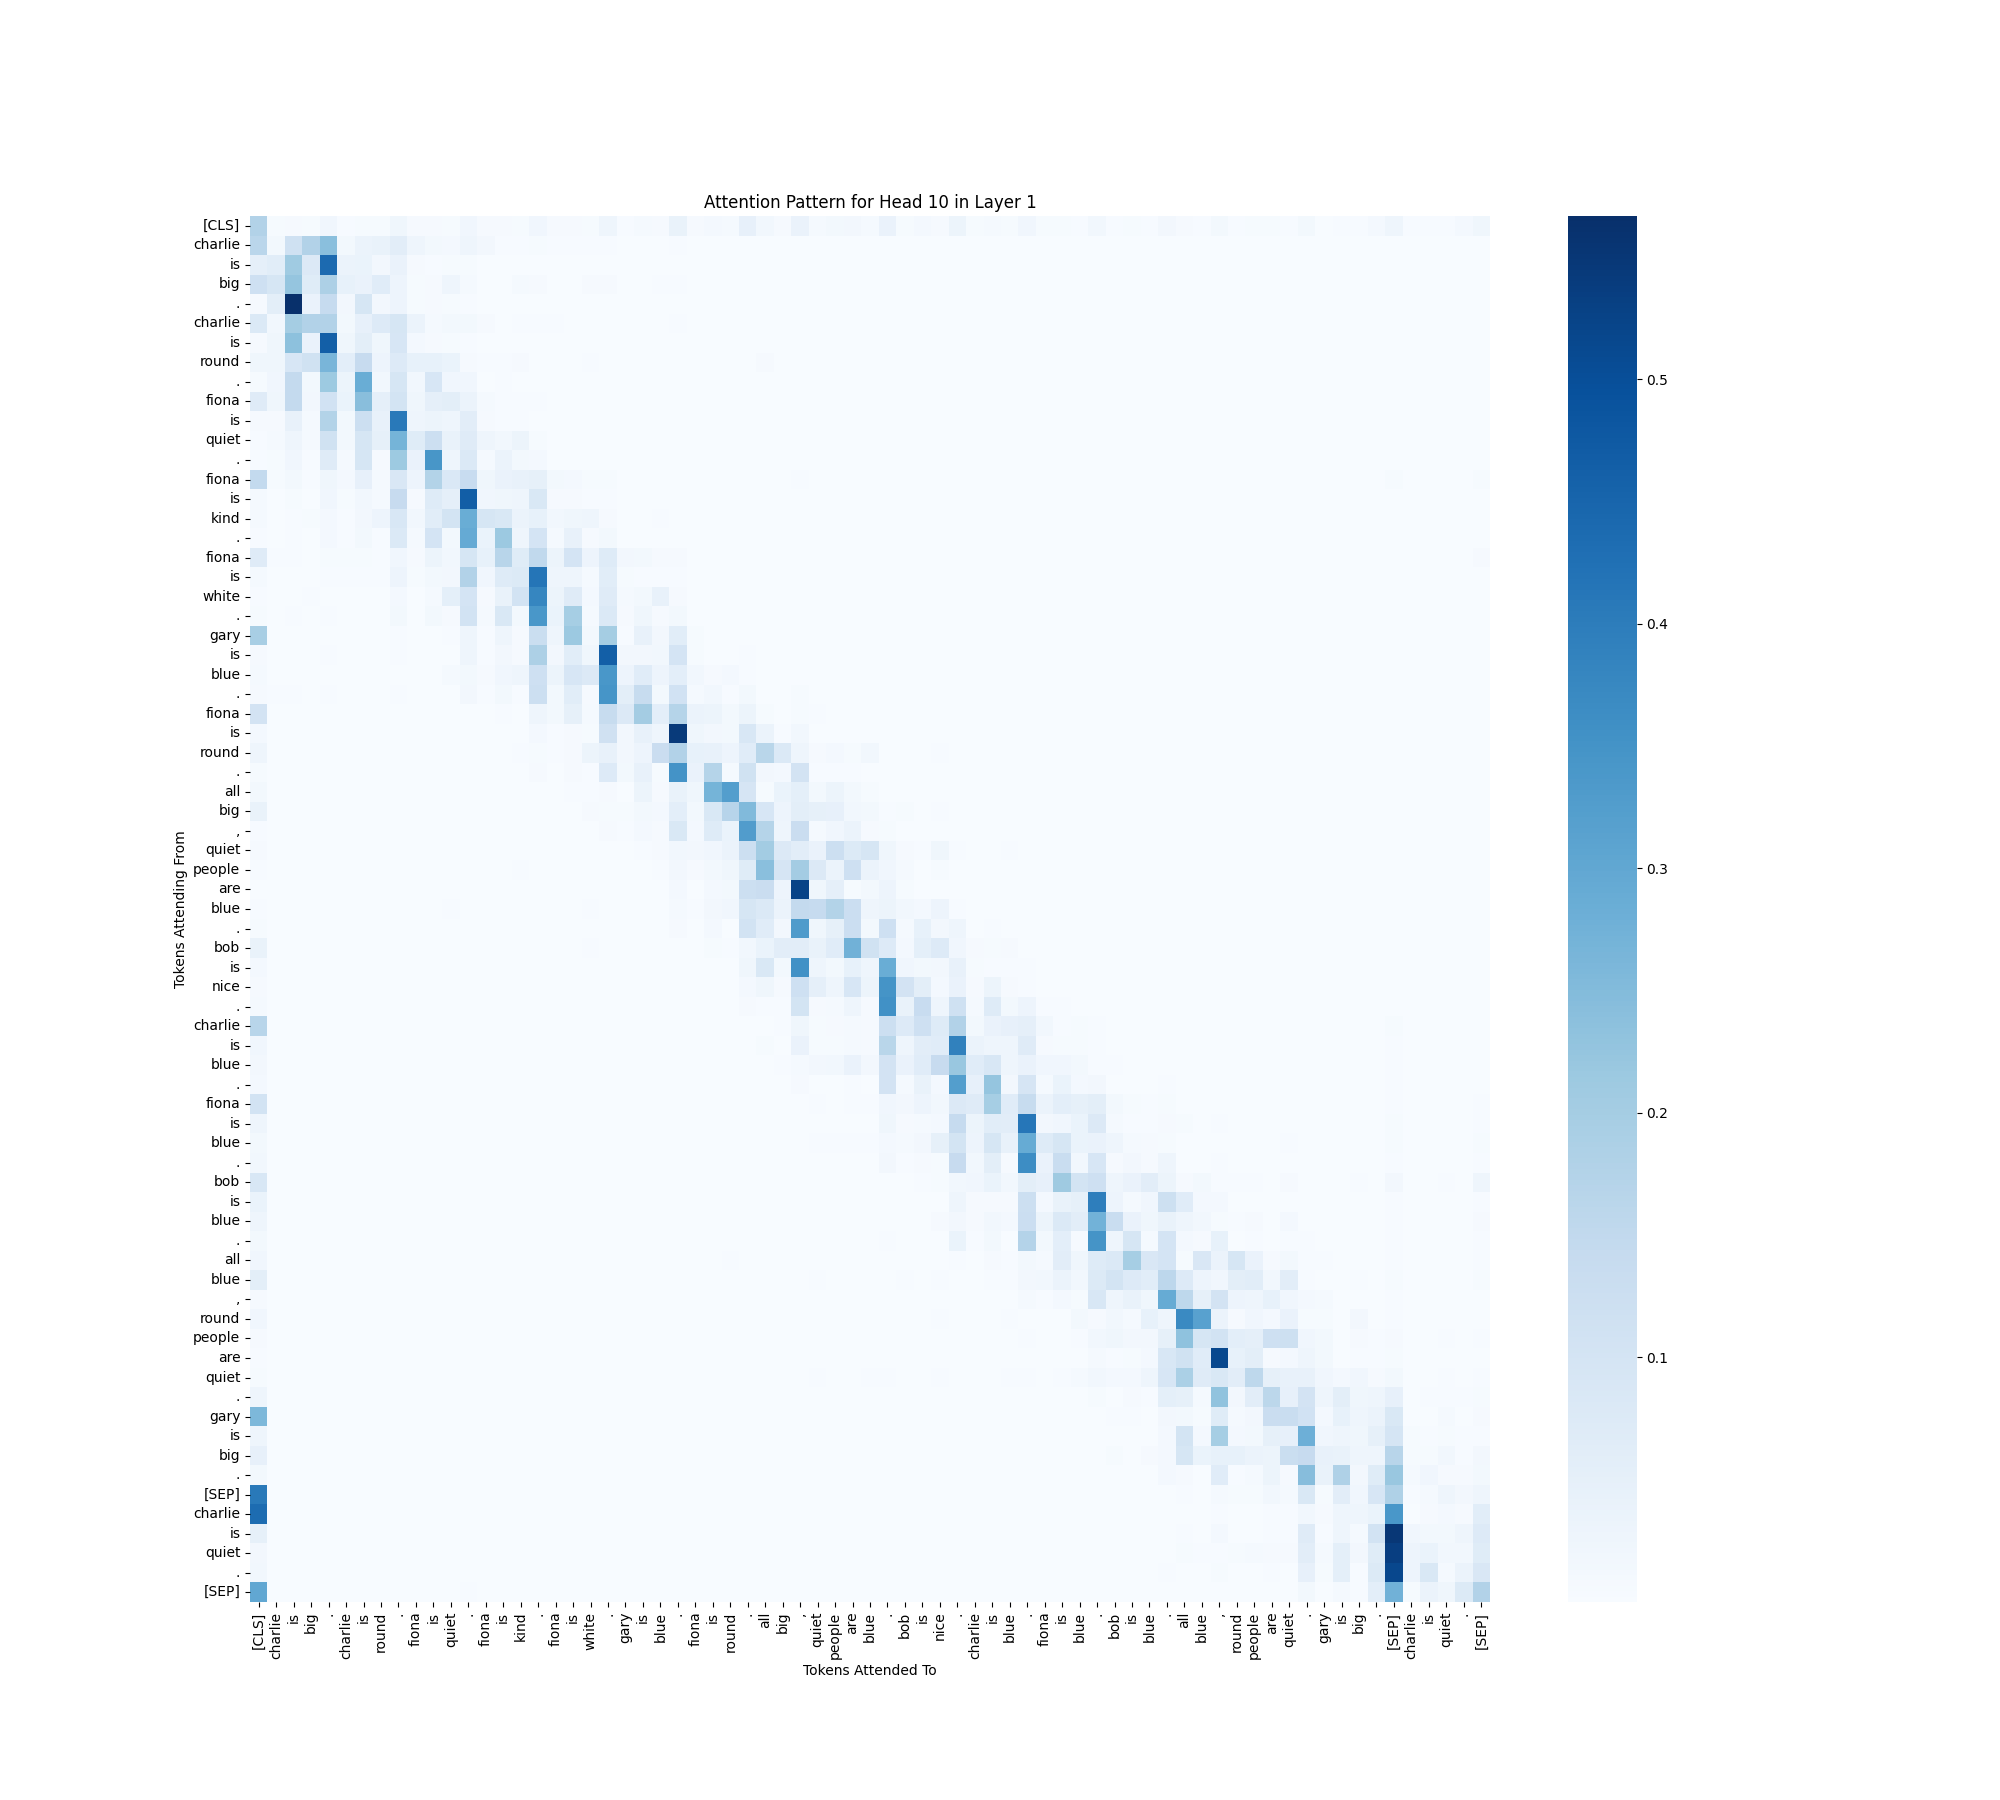 Attention Pattern for Head 10 in Layer 1
[CLS]
charlie
is
big
.
charlie
is
round
.
fiona
is
quiet
.
fiona
is
kind
.
fiona
is
white
.
gary
is
blue
.
fiona
is
round
.
all
big
,
quiet
people
are
blue
.
bob
is
nice
.
charlie
is
blue
.
fiona
is
blue
.
bob
is
blue
.
all
blue
,
round
people
are
quiet
.
gary
is
big
.
[SEP]
charlie
is
quiet
.
[SEP]
Tokens Attending From
[CLS]
charlie
is
big
.
charlie
is
round
.
fiona
is
quiet
.
fiona
is
kind
.
fiona
is
white
.
gary
is
blue
.
fiona
is
round
.
all
big
,
quiet
people
are
blue
.
bob
is
nice
.
charlie
is
blue
.
fiona
is
blue
.
bob
is
blue
.
all
blue
,
round
people
are
quiet
.
gary
is
big
.
[SEP]
charlie
is
quiet
.
[SEP]
Tokens Attended To
0.5
0.4
0.3
0.2
0.1